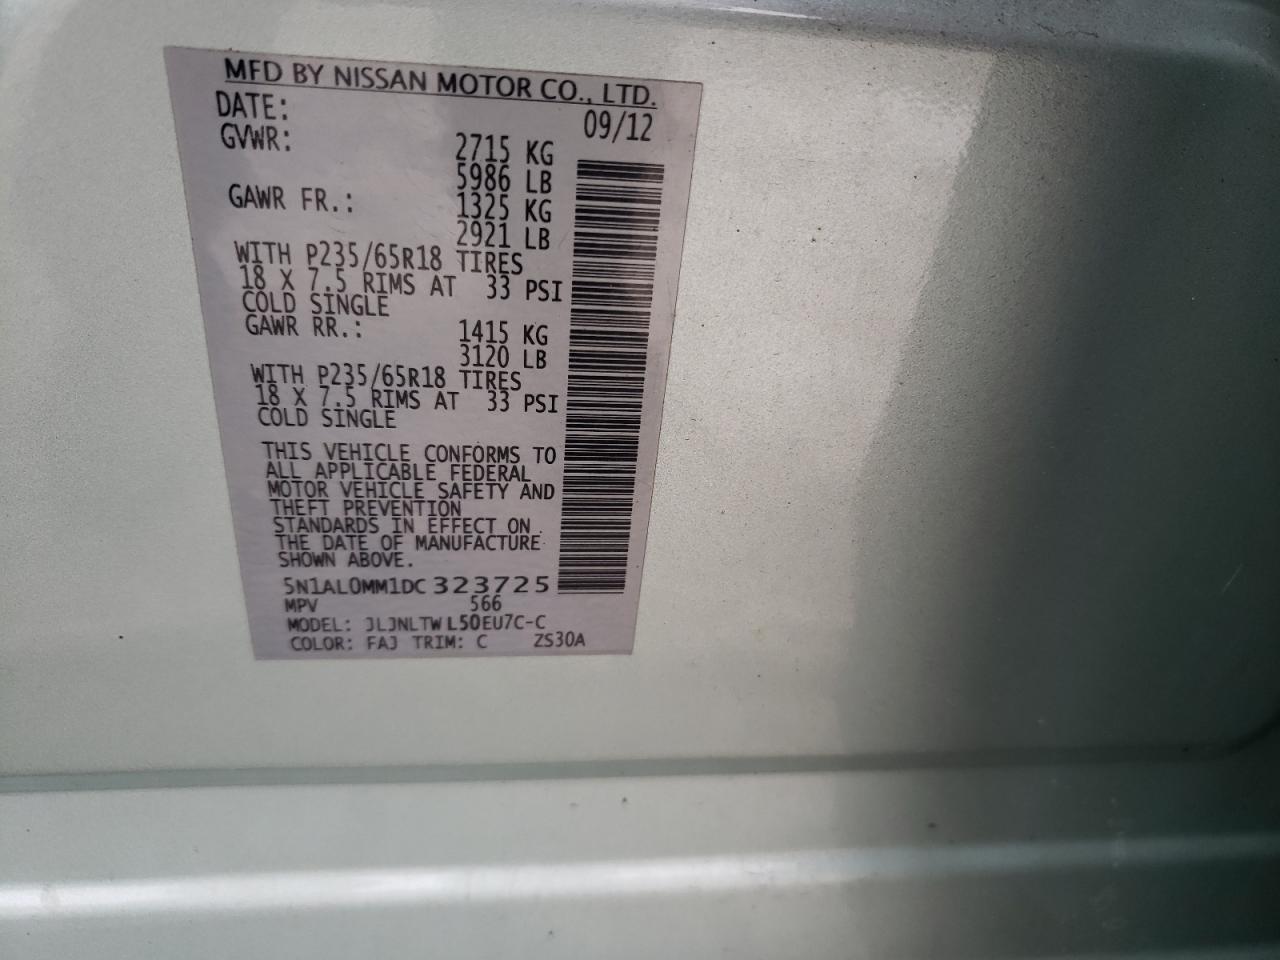 MFD BY NISSAN MOTOR CO., LTD.
DATE: 09/12
GVWR: 2715 KG
5986 LB
GAWR FR.: 1325 KG
2921 LB
WITH P235/65R18 TIRES
18 X 7.5 RIMS AT 33 PSI
COLD SINGLE
GAWR RR.: 1415 KG
3120 LB
WITH P235/65R18 TIRES
18 X 7.5 RIMS AT 33 PSI
COLD SINGLE
THIS VEHICLE CONFORMS TO
ALL APPLICABLE FEDERAL
MOTOR VEHICLE SAFETY AND
THEFT PREVENTION
STANDARDS IN EFFECT ON
THE DATE OF MANUFACTURE
SHOWN ABOVE.
5N1AL0MM1DC 323725
MPV 566
MODEL: JLJNLTW L50EU7C-C
COLOR: FAJ TRIM: C ZS30A